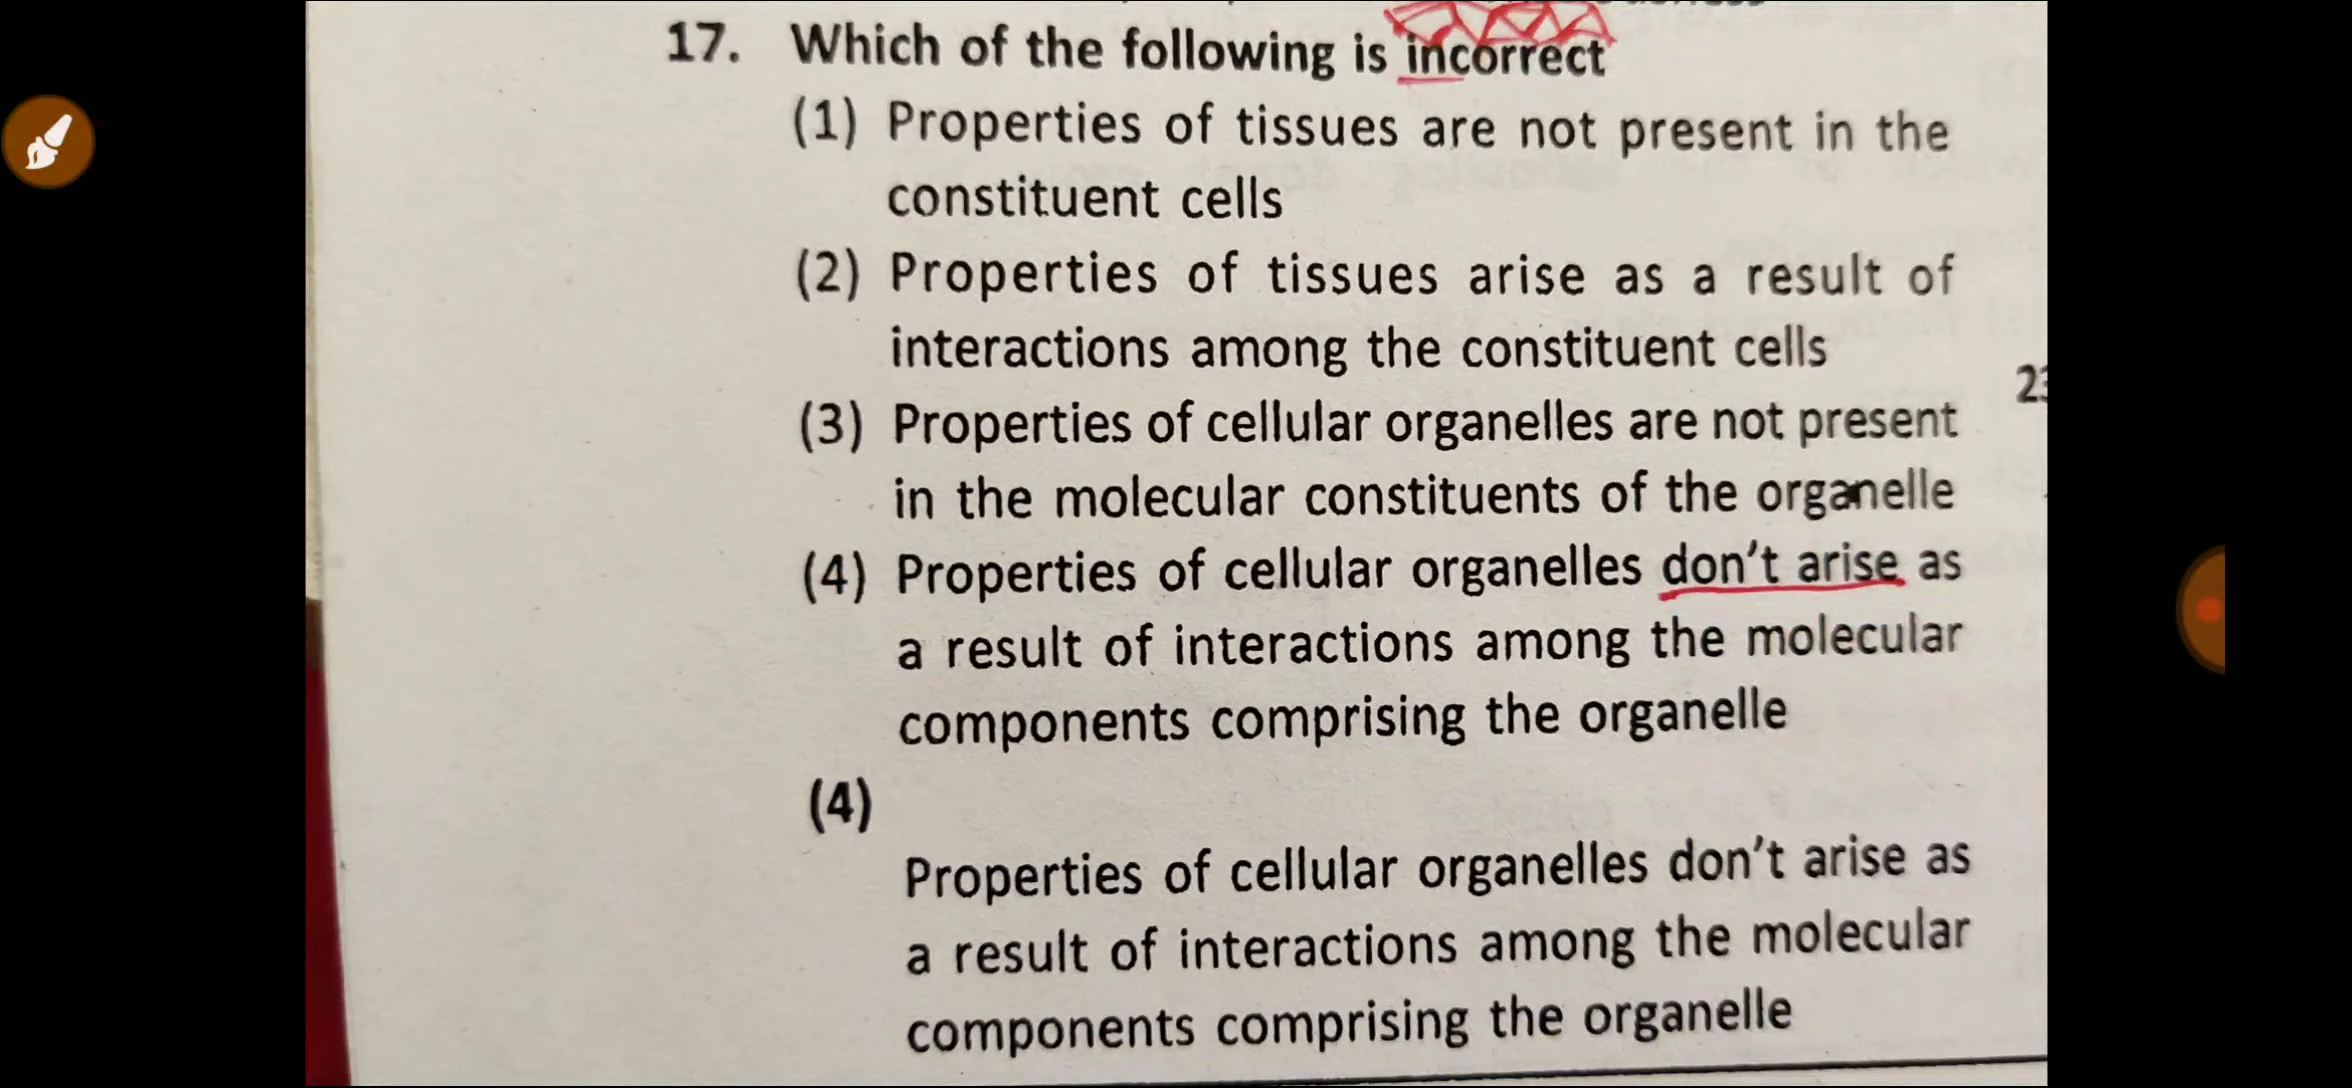 17. Which of the following is incorrect
(1) Properties of tissues are not present in the
constituent cells
(2) Properties of tissues arise as a result of
interactions among the constituent cells
(3) Properties of cellular organelles are not present
in the molecular constituents of the organelle
(4) Properties of cellular organelles don't arise as
a result of interactions among the molecular
components comprising the organelle
(4)
Properties of cellular organelles don't arise as
a result of interactions among the molecular
components comprising the organelle